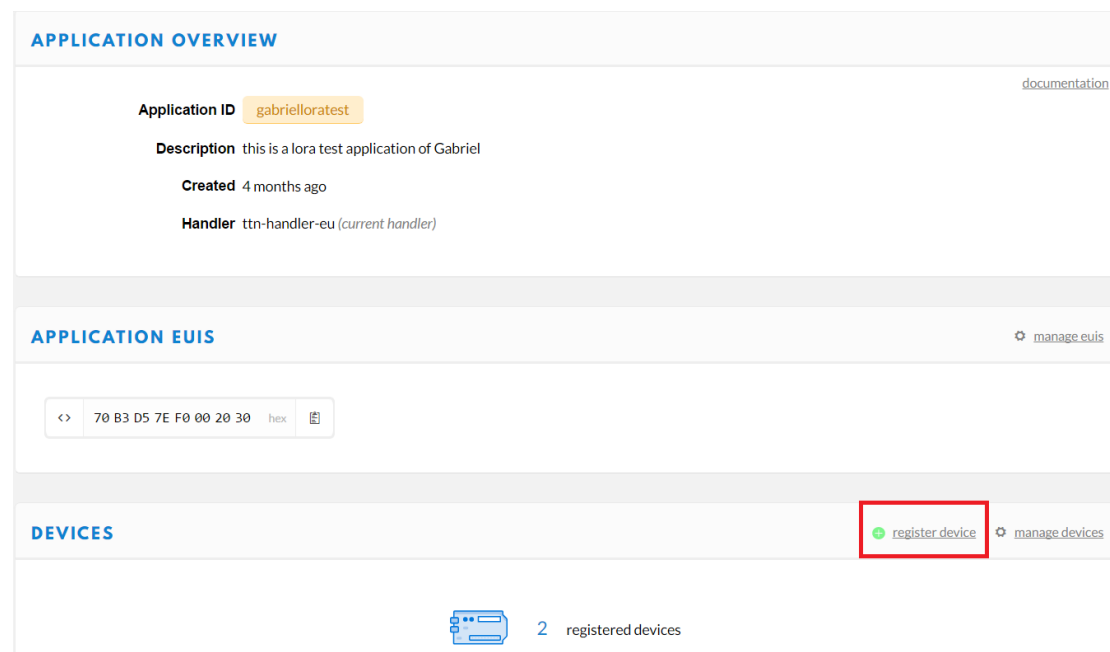 APPLICATION OVERVIEW
documentation
Application ID gabrielloratest
Description this is a lora test application of Gabriel
Created 4 months ago
Handler ttn-handler-eu (current handler)
APPLICATION EUIS manage euis
<> 70 B3 D5 7E F0 00 20 30 hex
DEVICES register device manage devices
2 registered devices